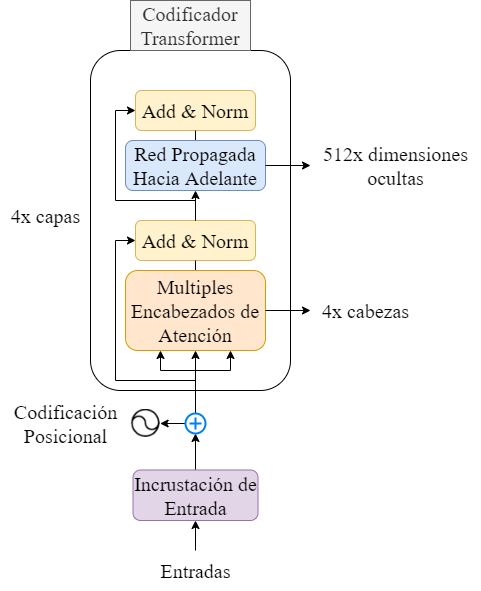 Codificador
Transformer
Add & Norm
Red Propagada
Hacia Adelante
512x dimensiones
ocultas
4x capas
Add & Norm
Multiples
Encabezados de
Atención
4x cabezas
Codificación
Posicional
Incrustación de
Entrada
Entradas